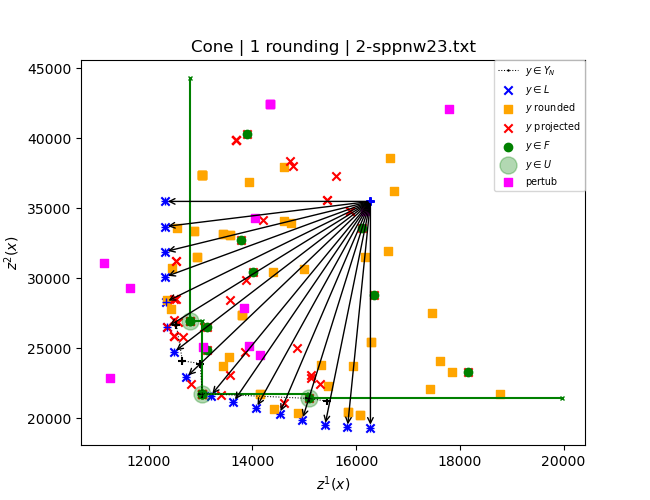 Cone | 1 rounding | 2-sppnw23.txt
45000
40000
35000
30000
25000
20000
z²(x)
12000 14000 16000 18000 20000
z¹(x)
y ∈ Y_N
y ∈ L
y rounded
y projected
y ∈ F
y ∈ U
pertub